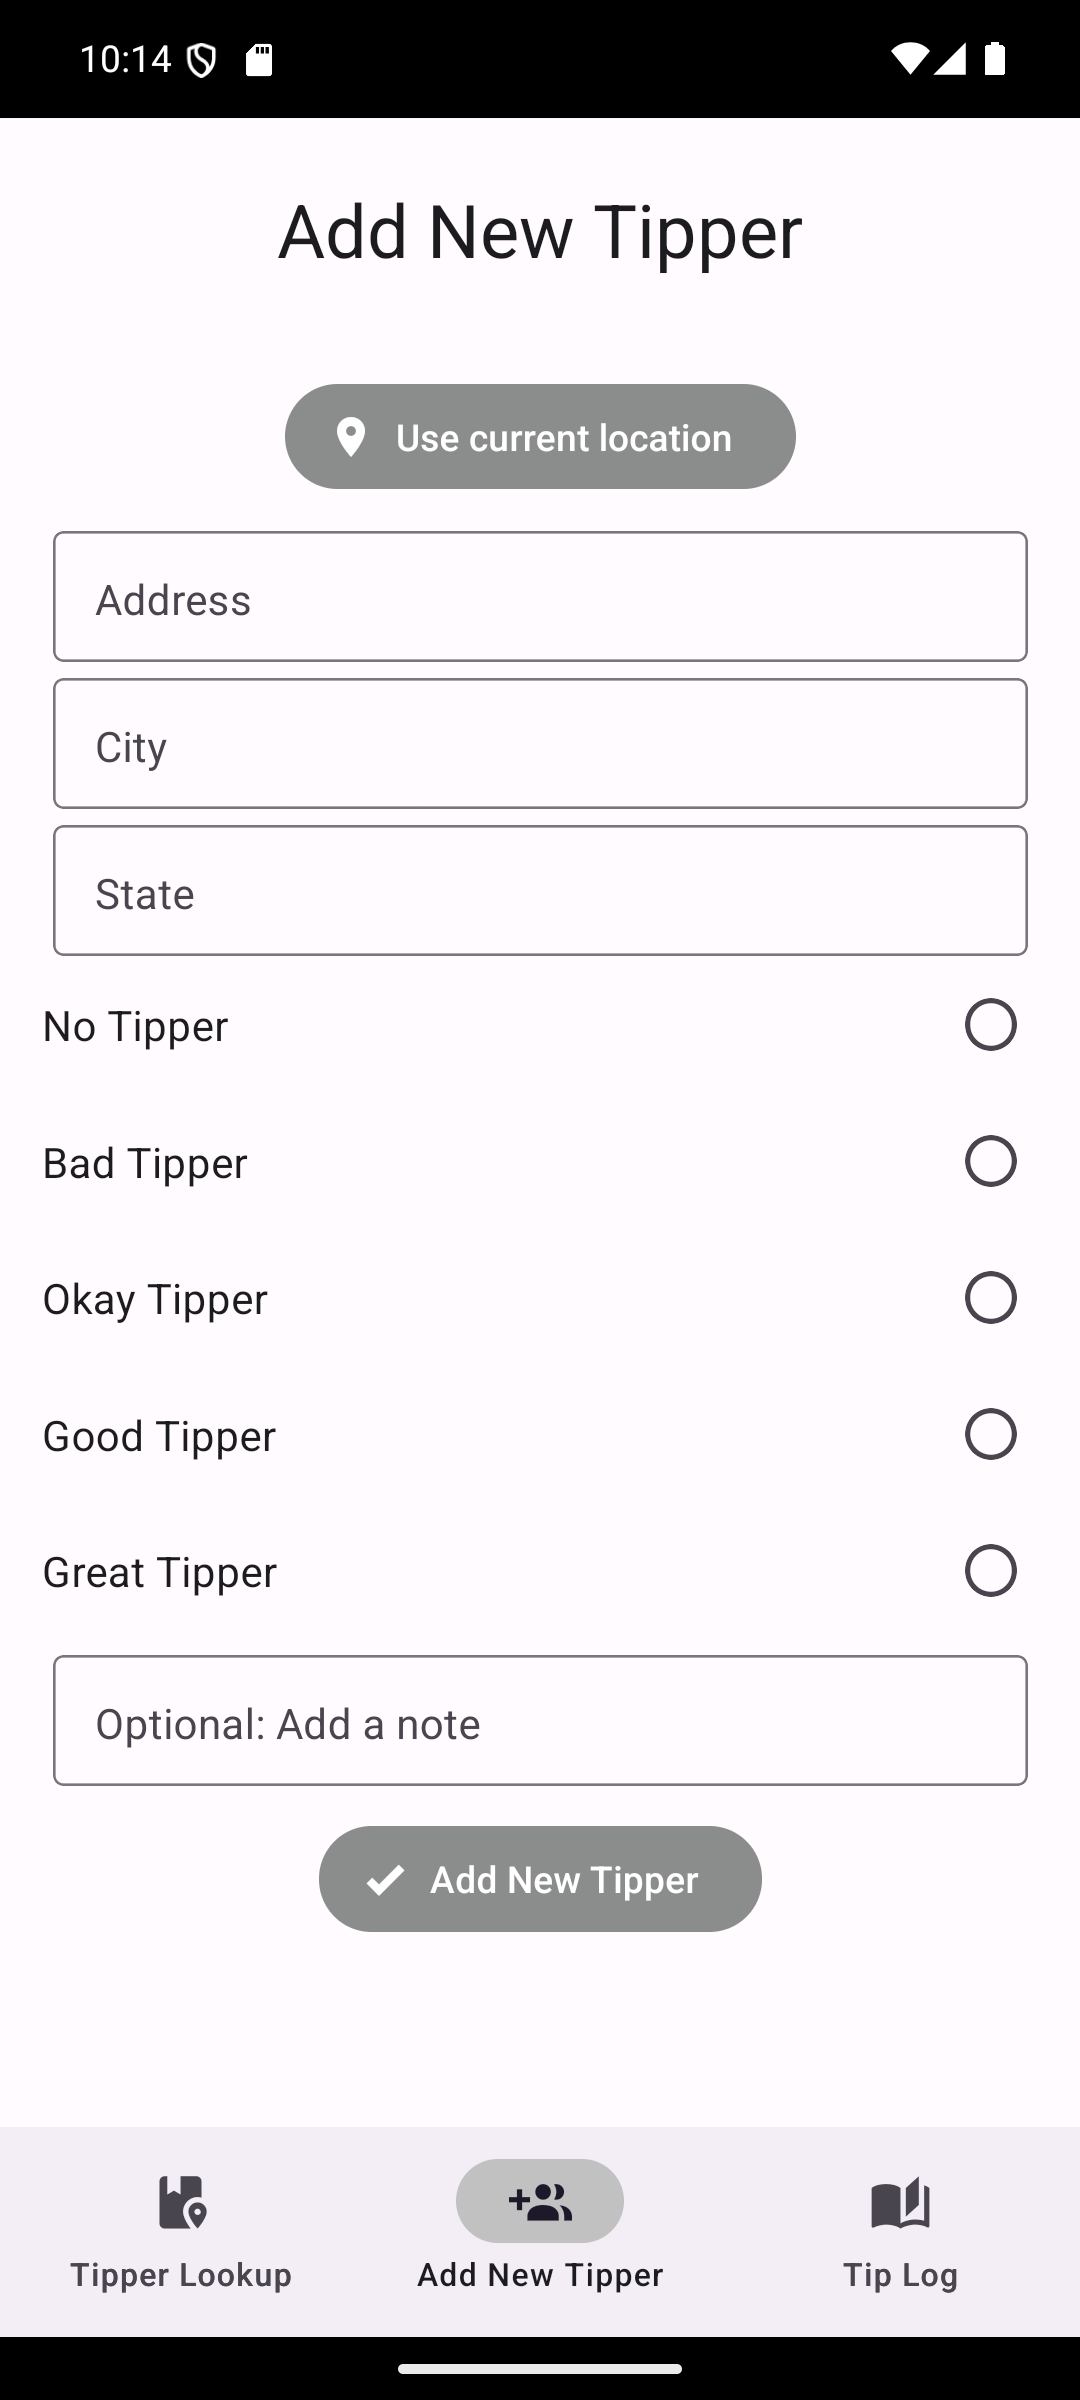 10:14
Add New Tipper
Use current location
Address
City
State
No Tipper
Bad Tipper
Okay Tipper
Good Tipper
Great Tipper
Optional: Add a note
Add New Tipper
Tipper Lookup
Add New Tipper
Tip Log